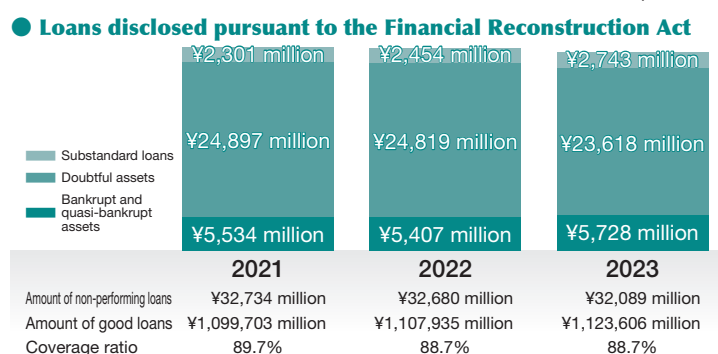 Loans disclosed pursuant to the Financial Reconstruction Act
¥2,301 million ¥2,454 million ¥2,743 million
¥24,897 million ¥24,819 million ¥23,618 million
Substandard loans
Doubtful assets
Bankrupt and
quasi-bankrupt
assets
¥5,534 million ¥5,407 million ¥5,728 million
2021 2022 2023
Amount of non-performing loans ¥32,734 million ¥32,680 million ¥32,089 million
Amount of good loans ¥1,099,703 million ¥1,107,935 million ¥1,123,606 million
Coverage ratio 89.7% 88.7% 88.7%